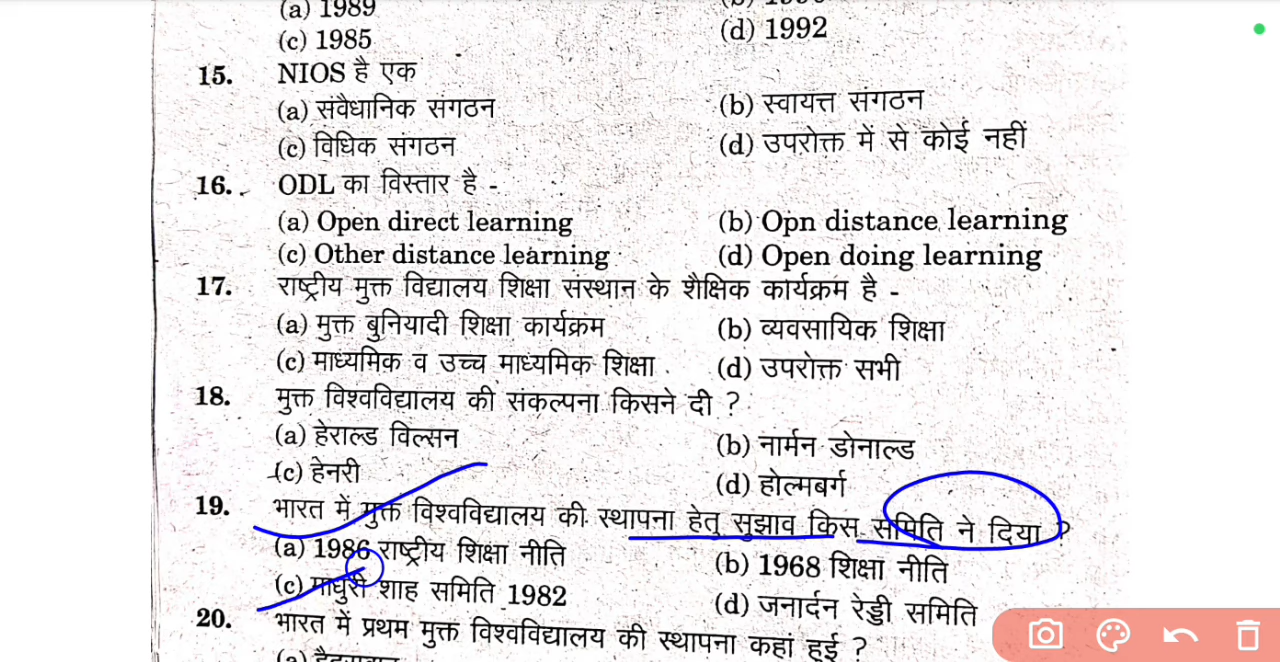 (a) 1989
(c) 1985 (d) 1992
15. NIOS है एक
(a) संवैधानिक संगठन (b) स्वायत्त संगठन
(c) विधिक संगठन (d) उपरोक्त में से कोई नहीं
16. ODL का विस्तार है -
(a) Open direct learning (b) Opn distance learning
(c) Other distance learning (d) Open doing learning
17. राष्ट्रीय मुक्त विद्यालय शिक्षा संस्थान के शैक्षिक कार्यक्रम है -
(a) मुक्त बुनियादी शिक्षा कार्यक्रम (b) व्यवसायिक शिक्षा
(c) माध्यमिक व उच्च माध्यमिक शिक्षा (d) उपरोक्त सभी
18. मुक्त विश्वविद्यालय की संकल्पना किसने दी ?
(a) हेराल्ड विल्सन (b) नार्मन डोनाल्ड
(c) हेनरी (d) होल्मबर्ग
19. भारत में मुक्त विश्वविद्यालय की स्थापना हेतु सुझाव किस समिति ने दिया ?
(a) 1986 राष्ट्रीय शिक्षा नीति (b) 1968 शिक्षा नीति
(c) माधुरी शाह समिति 1982 (d) जनार्दन रेड्डी समिति
20. भारत में प्रथम मुक्त विश्वविद्यालय की स्थापना कहां हुई ?